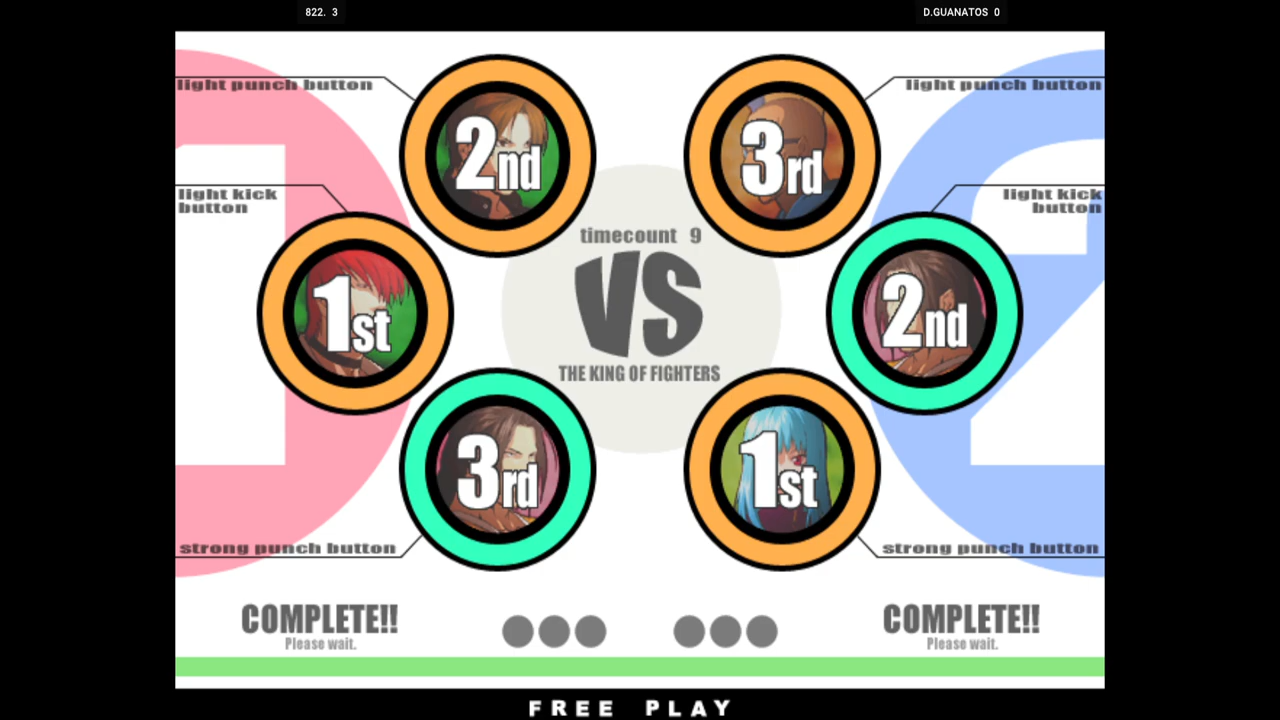 822. 3
D.GUANATOS 0
light punch button
light punch button
2nd
3rd
light kick
button
light kick
button
timecount 9
1st
VS
2nd
THE KING OF FIGHTERS
3rd
1st
strong punch button
strong punch button
COMPLETE!!
Please wait.
COMPLETE!!
Please wait.
FREE PLAY
1
2